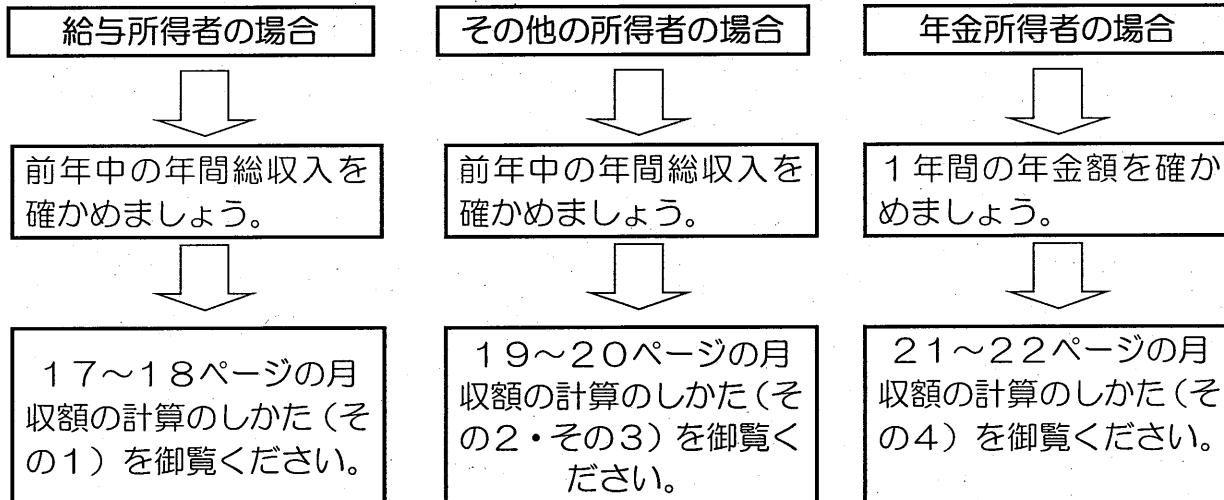 給与所得者の場合
前年中の年間総収入を
確かめましょう。
17～18ページの月
収額の計算のしかた(そ
の1)を御覧ください。
その他の所得者の場合
前年中の年間総収入を
確かめましょう。
19～20ページの月
収額の計算のしかた(そ
の2・その3)を御覧く
ださい。
年金所得者の場合
1年間の年金額を確か
めましょう。
21～22ページの月
収額の計算のしかた(そ
の4)を御覧ください。